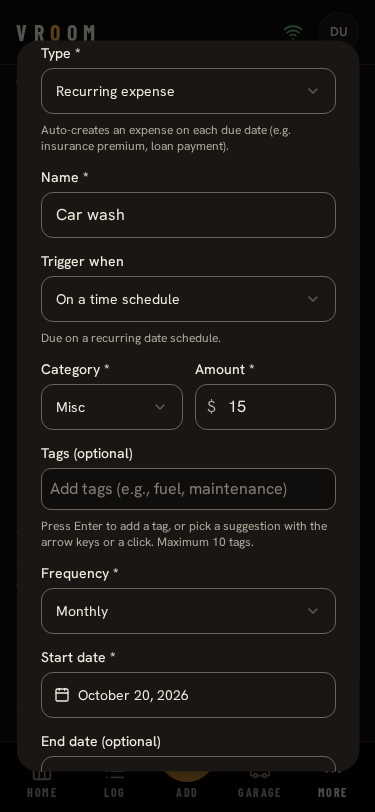 VROOM
DU
Type *
Recurring expense
Auto-creates an expense on each due date (e.g.
insurance premium, loan payment).
Name *
Car wash
Trigger when
On a time schedule
Due on a recurring date schedule.
Category *
Amount *
Misc
$ 15
Tags (optional)
Add tags (e.g., fuel, maintenance)
Press Enter to add a tag, or pick a suggestion with the
arrow keys or a click. Maximum 10 tags.
Frequency *
Monthly
Start date *
October 20, 2026
End date (optional)
HOME
LOG
ADD
GARAGE
MORE